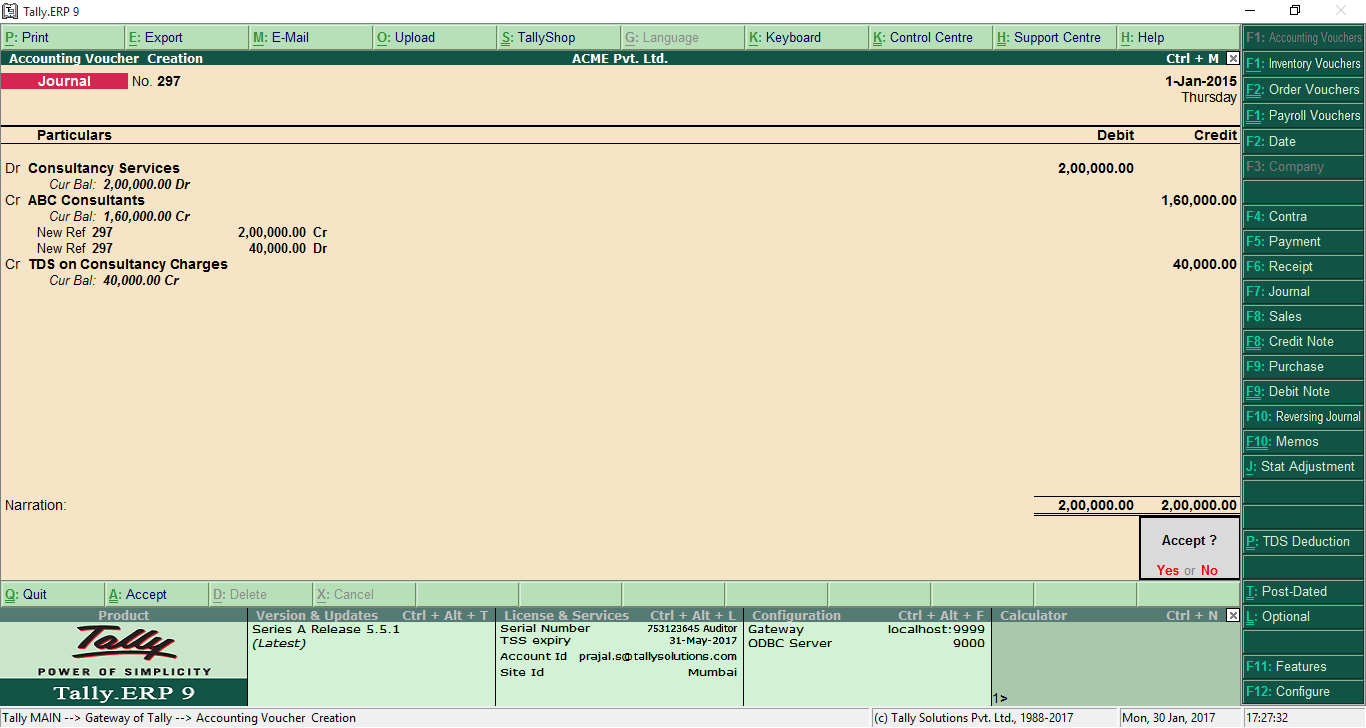 Tally.ERP 9
P: Print E: Export M: E-Mail O: Upload S: TallyShop G: Language K: Keyboard K: Control Centre H: Support Centre H: Help
Accounting Voucher Creation ACME Pvt. Ltd. Ctrl + M
Journal No. 297 1-Jan-2015
Thursday
Particulars Debit Credit
Dr Consultancy Services 2,00,000.00
Cur Bal: 2,00,000.00 Dr
Cr ABC Consultants 1,60,000.00
Cur Bal: 1,60,000.00 Cr
New Ref 297 2,00,000.00 Cr
New Ref 297 40,000.00 Dr
Cr TDS on Consultancy Charges 40,000.00
Cur Bal: 40,000.00 Cr
Narration: 2,00,000.00 2,00,000.00
Accept ?
Yes or No
F1: Accounting Vouchers
F1: Inventory Vouchers
F2: Order Vouchers
F1: Payroll Vouchers
F2: Date
F3: Company
F4: Contra
F5: Payment
F6: Receipt
F7: Journal
F8: Sales
F8: Credit Note
F9: Purchase
F9: Debit Note
F10: Reversing Journal
F10: Memos
J: Stat Adjustment
P: TDS Deduction
T: Post-Dated
L: Optional
F11: Features
F12: Configure
Q: Quit A: Accept D: Delete X: Cancel
Product
Tally
POWER OF SIMPLICITY
Tally.ERP 9
Version & Updates Ctrl + Alt + T
Series A Release 5.5.1
(Latest)
License & Services Ctrl + Alt + L
Serial Number 753123645 Auditor
TSS expiry 31-May-2017
Account Id prajal.s@tallysolutions.com
Site Id Mumbai
Configuration Ctrl + Alt + F
Gateway localhost:9999
ODBC Server 9000
Calculator Ctrl + N
1>
Tally MAIN --> Gateway of Tally --> Accounting Voucher Creation (c) Tally Solutions Pvt. Ltd., 1988-2017 Mon, 30 Jan, 2017 17:27:32